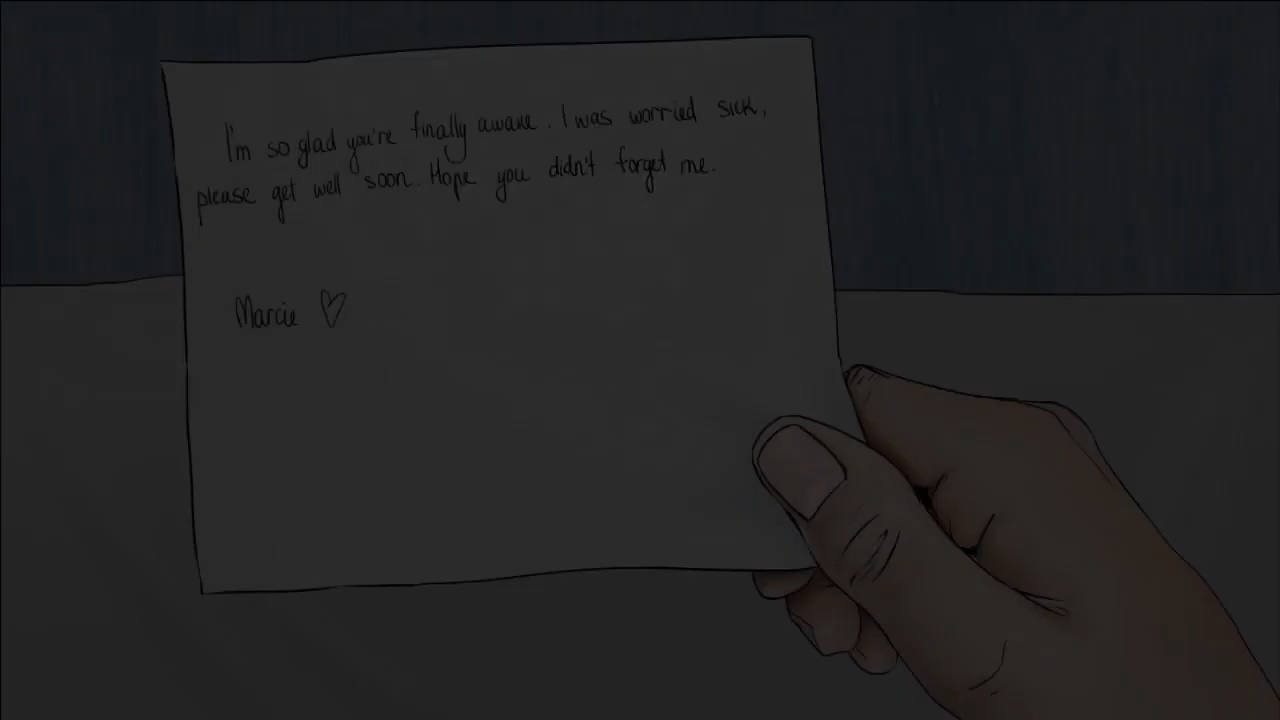 I'm so glad you're finally awake. I was worried sick,
please get well soon. Hope you didn't forget me.
Marcie ♡